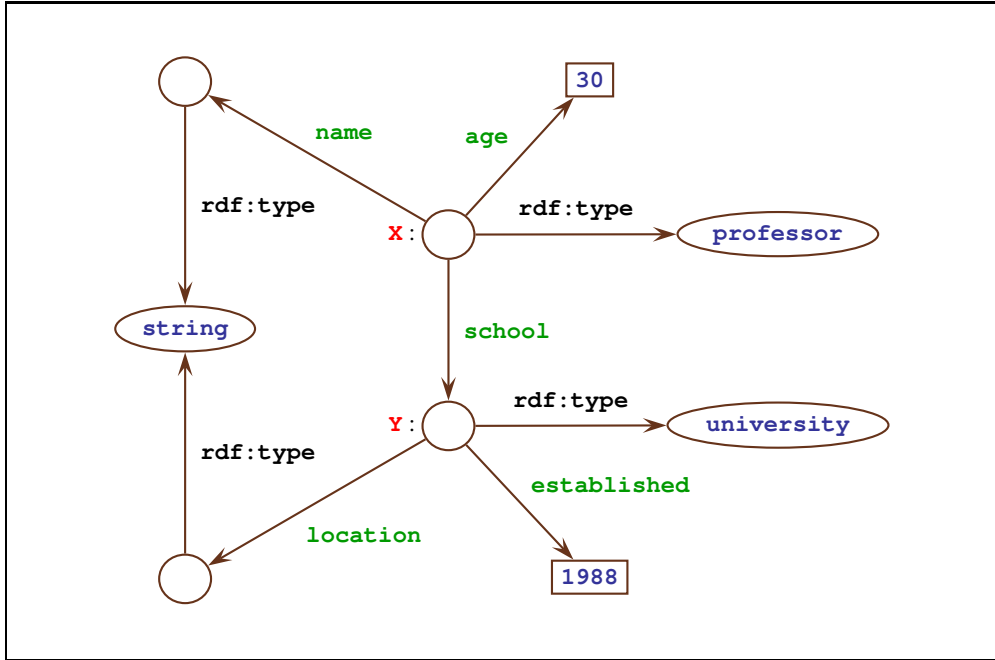 30
name
age
rdf:type
rdf:type
X:
professor
string
school
rdf:type
Y:
university
rdf:type
established
location
1988